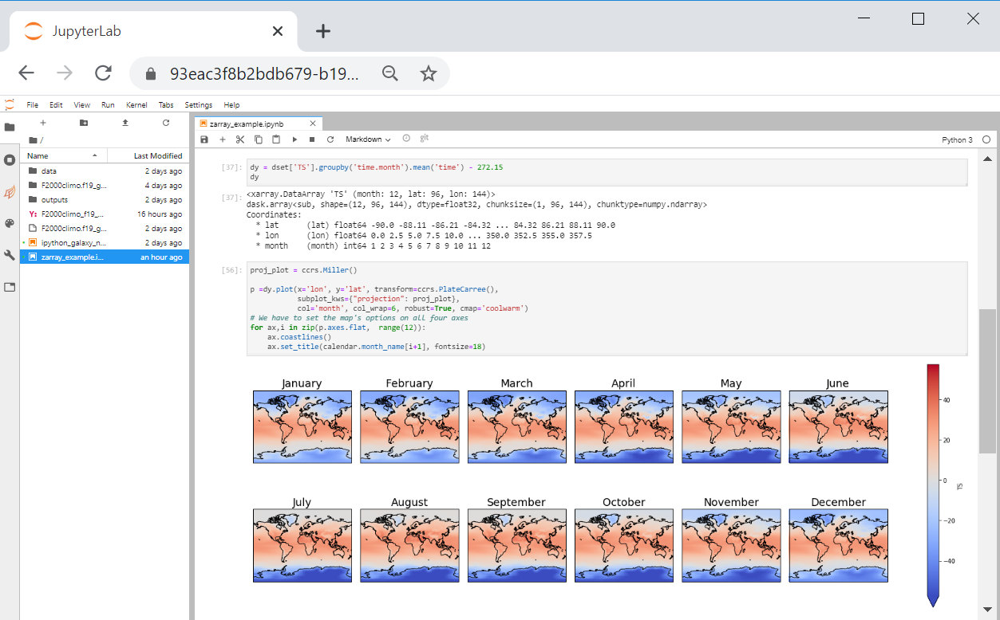 JupyterLab
93eac3f8b2bdb679-b19...
File Edit View Run Kernel Tabs Settings Help
zarray_example.ipynb
Markdown git Python 3
/
Name Last Modified
data 2 days ago
F2000climo.f19_g... 4 days ago
outputs 2 days ago
Y: F2000climo_f19_... 16 hours ago
F2000climo.f19_g... 2 days ago
ipython_galaxy_n... 2 days ago
zarray_example.i... an hour ago
[37]: dy = dset['TS'].groupby('time.month').mean('time') - 272.15
dy
[37]: <xarray.DataArray 'TS' (month: 12, lat: 96, lon: 144)>
dask.array<sub, shape=(12, 96, 144), dtype=float32, chunksize=(1, 96, 144), chunktype=numpy.ndarray>
Coordinates:
* lat (lat) float64 -90.0 -88.11 -86.21 -84.32 ... 84.32 86.21 88.11 90.0
* lon (lon) float64 0.0 2.5 5.0 7.5 10.0 ... 350.0 352.5 355.0 357.5
* month (month) int64 1 2 3 4 5 6 7 8 9 10 11 12
[56]: proj_plot = ccrs.Miller()
p =dy.plot(x='lon', y='lat', transform=ccrs.PlateCarree(),
subplot_kws={"projection": proj_plot},
col='month', col_wrap=6, robust=True, cmap='coolwarm')
# We have to set the map's options on all four axes
for ax,i in zip(p.axes.flat, range(12)):
ax.coastlines()
ax.set_title(calendar.month_name[i+1], fontsize=18)
January February March April May June
July August September October November December
40
20
0
TS
−20
−40